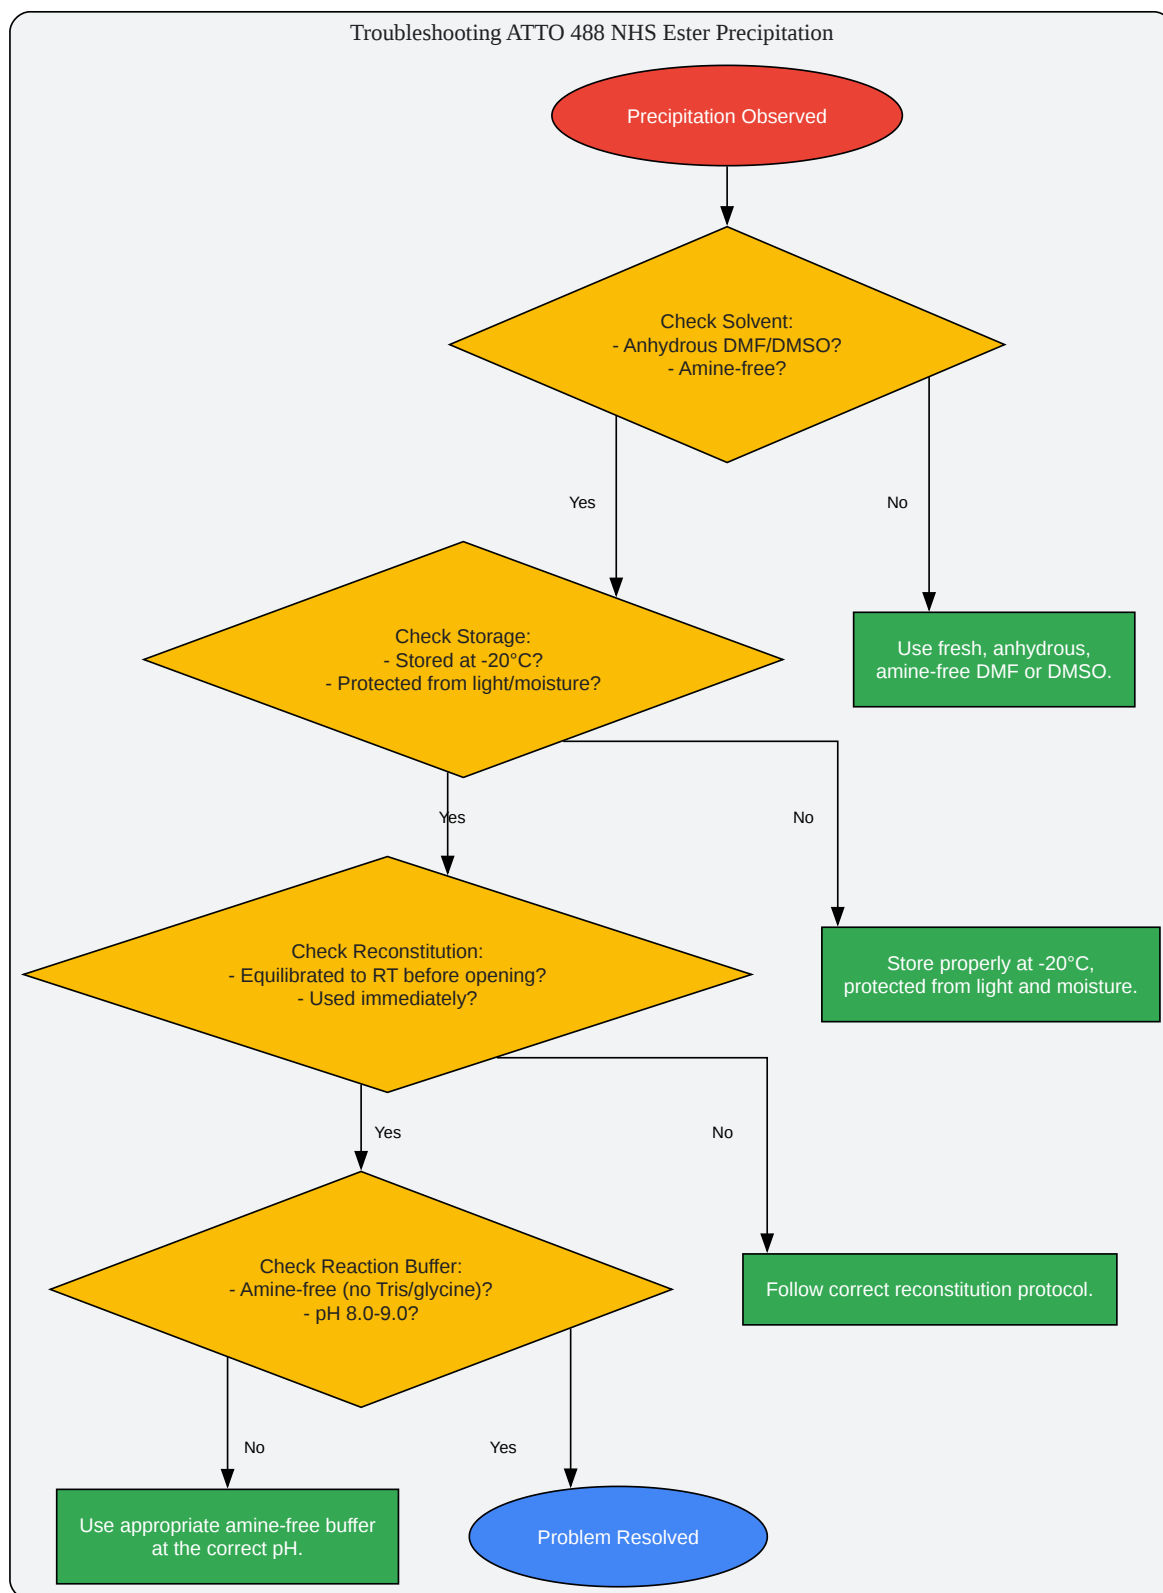 Troubleshooting ATTO 488 NHS Ester Precipitation
Precipitation Observed
Check Solvent:
- Anhydrous DMF/DMSO?
- Amine-free?
Yes
No
Check Storage:
- Stored at -20°C?
- Protected from light/moisture?
Use fresh, anhydrous,
amine-free DMF or DMSO.
Yes
No
Check Reconstitution:
- Equilibrated to RT before opening?
- Used immediately?
Store properly at -20°C,
protected from light and moisture.
Yes
No
Check Reaction Buffer:
- Amine-free (no Tris/glycine)?
- pH 8.0-9.0?
Follow correct reconstitution protocol.
No
Yes
Use appropriate amine-free buffer
at the correct pH.
Problem Resolved